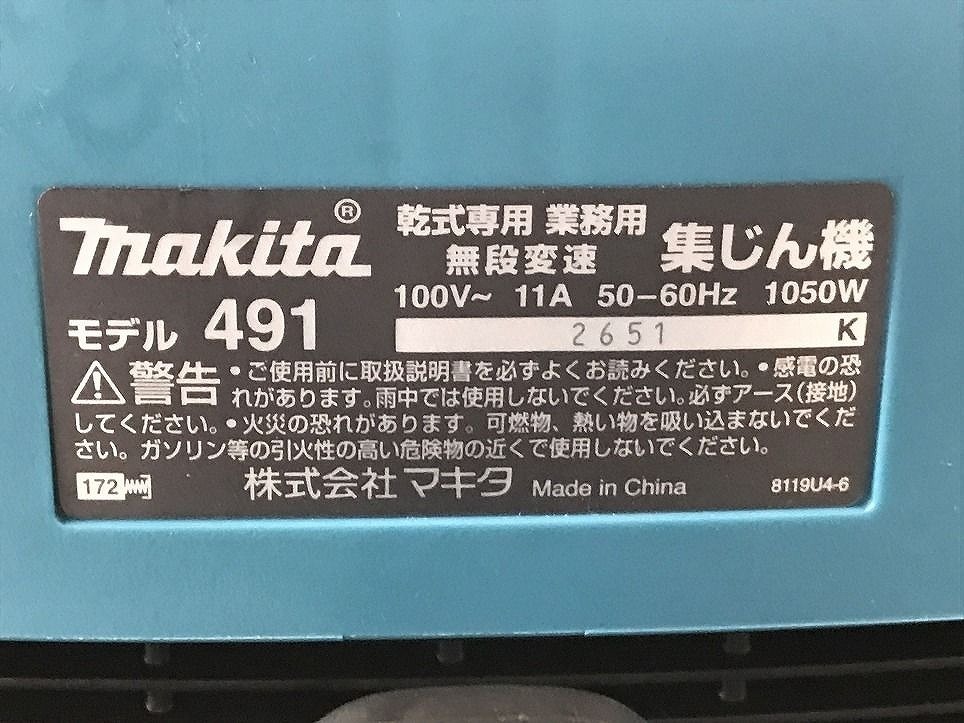 makita®
乾式専用 業務用
無段変速
集じん機
100V~ 11A 50-60Hz 1050W
モデル 491
2651 K
警告 ・ご使用前に取扱説明書を必ずよくお読みください。・感電の恐
れがあります。雨中では使用しないでください。必ずアース(接地)
してください。・火災の恐れがあります。可燃物、熱い物を吸い込まないでくだ
さい。ガソリン等の引火性の高い危険物の近くで使用しないでください。
172
株式会社 マキタ Made in China
8119U4-6